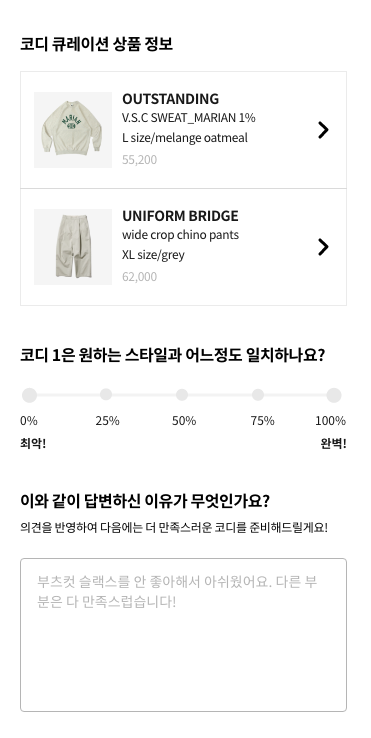 코디 큐레이션 상품 정보
MARIAN
OUTSTANDING
V.S.C SWEAT_MARIAN 1%
L size/melange oatmeal
55,200
UNIFORM BRIDGE
wide crop chino pants
XL size/grey
62,000
코디 1은 원하는 스타일과 어느정도 일치하나요?
0% 25% 50% 75% 100%
최악! 완벽!
이와 같이 답변하신 이유가 무엇인가요?
의견을 반영하여 다음에는 더 만족스러운 코디를 준비해드릴게요!
부츠컷 슬랙스를 안 좋아해서 아쉬웠어요. 다른 부
분은 다 만족스럽습니다!